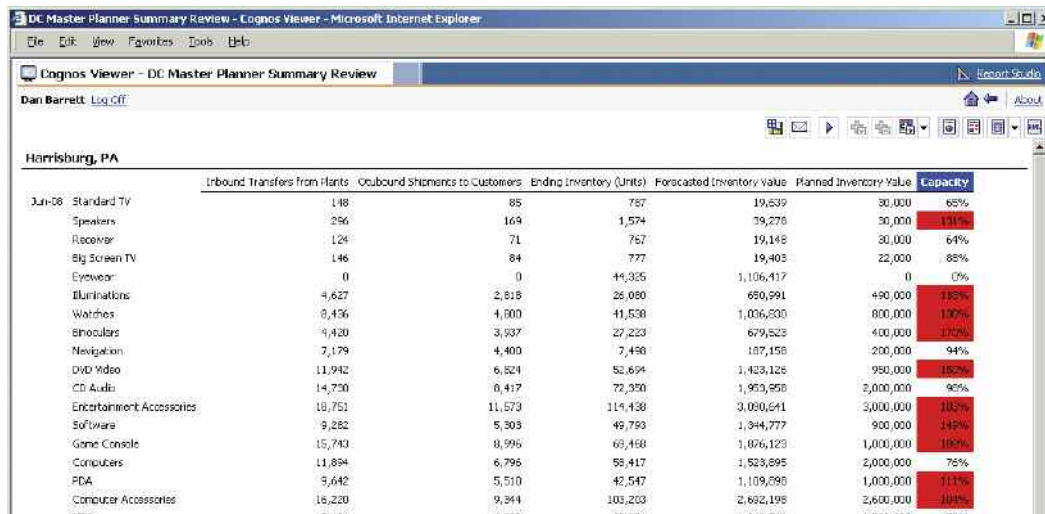 DC Master Planner Summary Review - Cognos Viewer - Microsoft Internet Explorer
File Edit View Favorites Tools Help
Cognos Viewer - DC Master Planner Summary Review Report Studio
Dan Barrett Log Off About
Harrisburg, PA
Inbound Transfers from Plants Otubound Shipments to Customers Ending Inventory (Units) Forecasted Inventory Value Planned Inventory Value Capacity
Jun-08 Standard TV 148 85 787 19,639 30,000 65%
Speakers 296 169 1,574 39,278 30,000 131%
Receiver 124 71 767 19,148 30,000 64%
Big Screen TV 146 84 777 19,403 22,000 88%
Eyewear 0 0 44,325 1,106,417 0 0%
Illuminations 4,627 2,818 26,080 650,991 490,000
Watches 8,436 4,800 41,538 800,000
Binoculars 4,420 3,937 27,223 679,523 400,000 170%
Navigation 7,179 4,400 7,498 187,158 200,000 94%
DVD Video 11,942 6,824 52,694 1,423,126 950,000
CD Audio 14,730 8,417 72,350 1,953,958 2,000,000 98%
Entertainment Accessories 18,751 11,573 114,438 3,090,641 3,000,000 103%
Software 9,282 5,303 49,793 1,344,777 900,000 149%
Game Console 15,743 8,996 69,468 1,876,123 1,000,000
Computers 11,894 6,796 58,417 1,523,895 2,000,000 76%
PDA 9,642 5,510 42,547 1,109,898 1,000,000 111%
Computer Accessories 16,220 9,344 103,203 2,692,198 2,600,000 104%